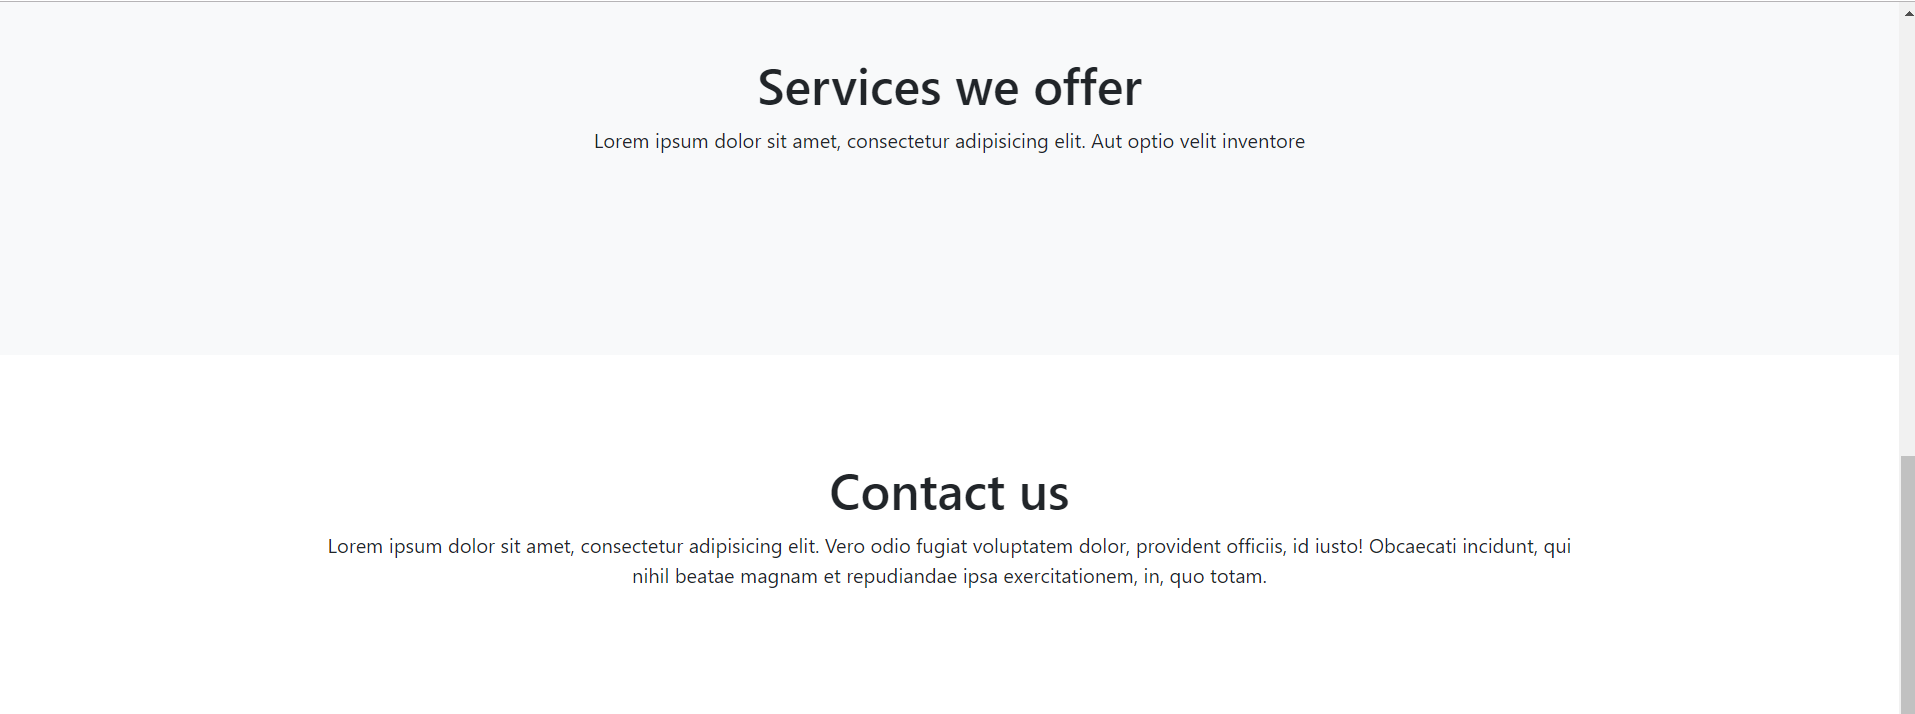 Services we offer
Lorem ipsum dolor sit amet, consectetur adipisicing elit. Aut optio velit inventore
Contact us
Lorem ipsum dolor sit amet, consectetur adipisicing elit. Vero odio fugiat voluptatem dolor, provident officiis, id iusto! Obcaecati incidunt, qui
nihil beatae magnam et repudiandae ipsa exercitationem, in, quo totam.